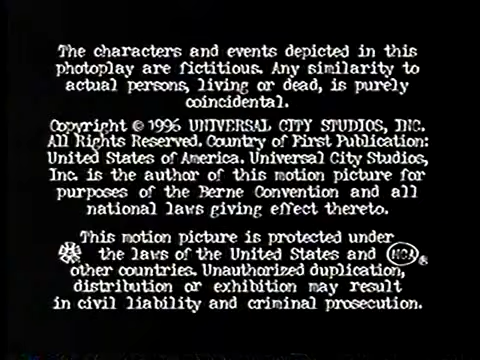 The characters and events depicted in this
photoplay are fictitious. Any similarity to
actual persons, living or dead, is purely
coincidental.
Copyright © 1996 UNIVERSAL CITY STUDIOS, INC.
All Rights Reserved. Country of First Publication:
United States of America. Universal City Studios,
Inc. is the author of this motion picture for
purposes of the Berne Convention and all
national laws giving effect thereto.
This motion picture is protected under
the laws of the United States and MCA®
other countries. Unauthorized duplication,
distribution or exhibition may result
in civil liability and criminal prosecution.